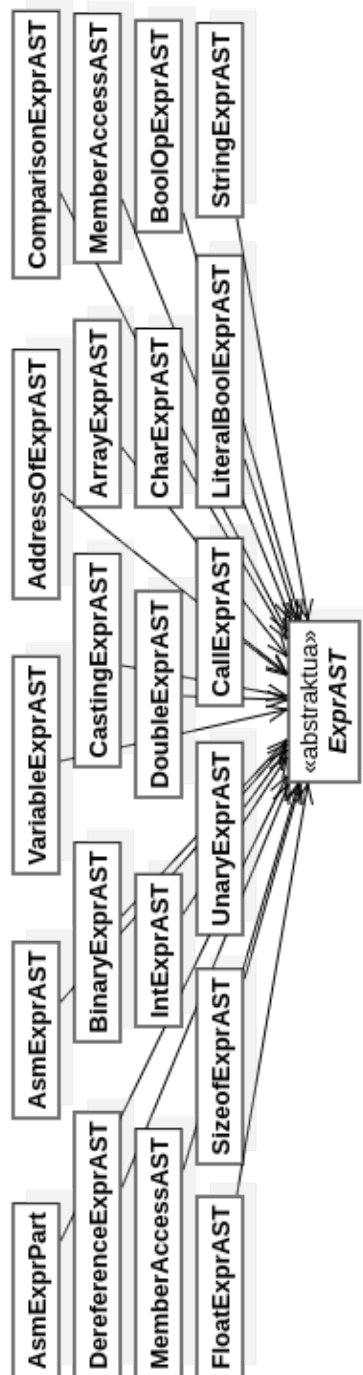 AsmExprPart
AsmExprAST
VariableExprAST
AddressOfExprAST
ComparisonExprAST
DereferenceExprAST
BinaryExprAST
CastingExprAST
ArrayExprAST
MemberAccessAST
MemberAccessAST
IntExprAST
DoubleExprAST
CharExprAST
BoolOpExprAST
FloatExprAST
SizeofExprAST
UnaryExprAST
CallExprAST
LiteralBoolExprAST
StringExprAST
«abstraktua»
ExprAST